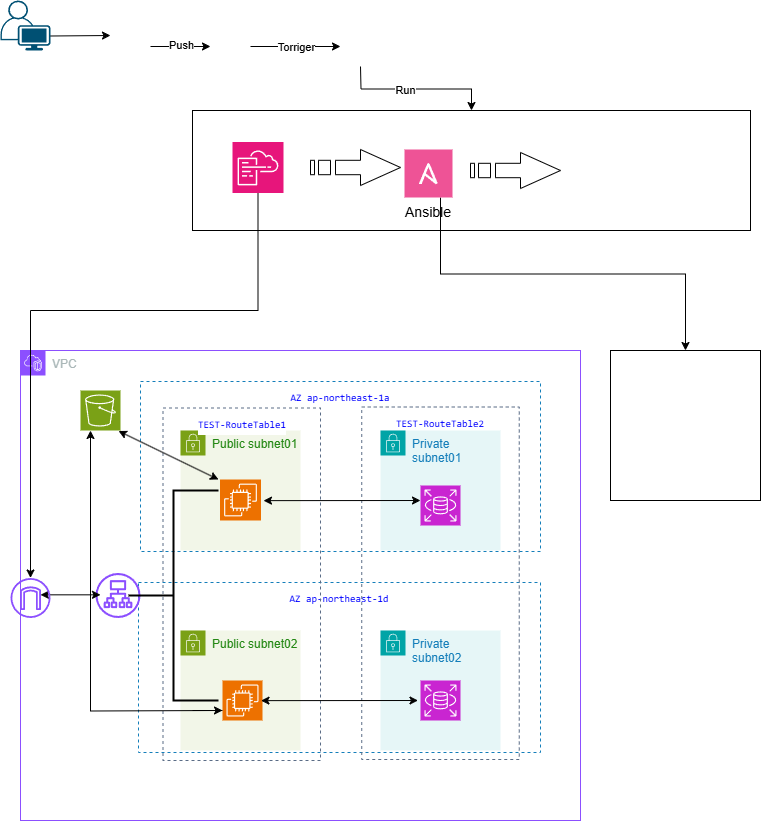 Push
Torriger
Run
Ansible
VPC
AZ ap-northeast-1a
TEST-RouteTable1
TEST-RouteTable2
Public subnet01
Private
subnet01
AZ ap-northeast-1d
Public subnet02
Private
subnet02